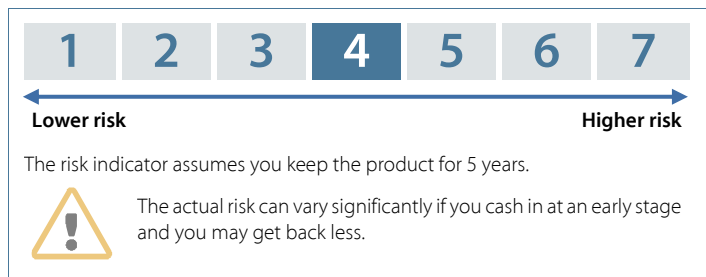 1 2 3 4 5 6 7
Lower risk Higher risk
The risk indicator assumes you keep the product for 5 years.
The actual risk can vary significantly if you cash in at an early stage
and you may get back less.